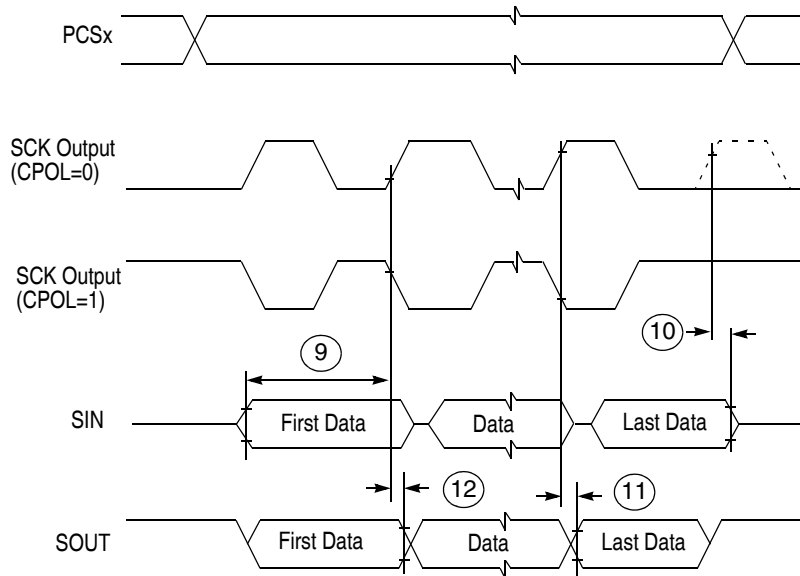 PCSx
SCK Output
(CPOL=0)
SCK Output
(CPOL=1)
10
9
SIN
First Data
Data
Last Data
12
11
SOUT
First Data
Data
Last Data